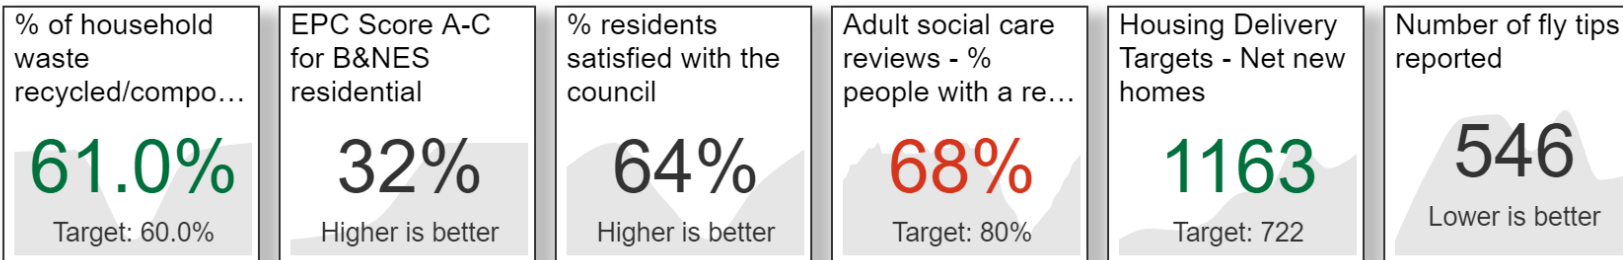 % of household
waste
recycled/compo…
61.0%
Target: 60.0%
EPC Score A-C
for B&NES
residential
32%
Higher is better
% residents
satisfied with the
council
64%
Higher is better
Adult social care
reviews - %
people with a re…
68%
Target: 80%
Housing Delivery
Targets - Net new
homes
1163
Target: 722
Number of fly tips
reported
546
Lower is better